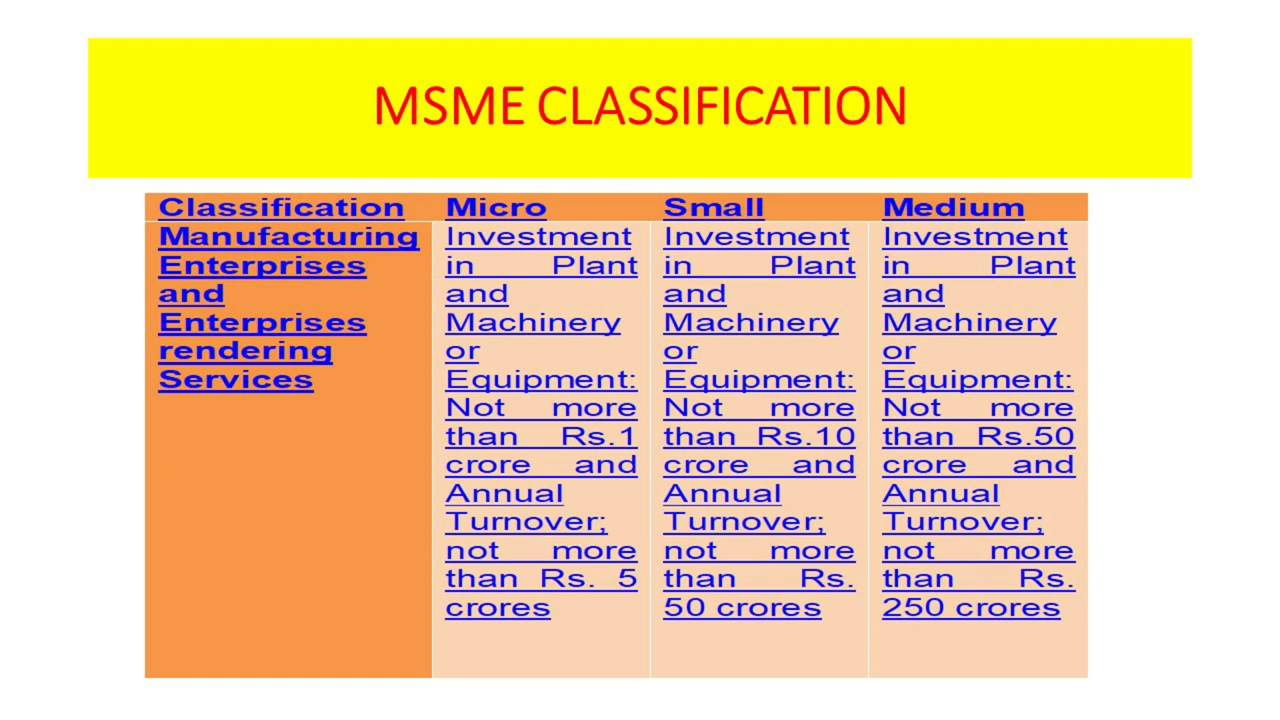 MSME CLASSIFICATION
Classification Micro Small Medium
Manufacturing
Enterprises
and
Enterprises
rendering
Services
Investment
in Plant
and
Machinery
or
Equipment:
Not more
than Rs.1
crore and
Annual
Turnover;
not more
than Rs. 5
crores
Investment
in Plant
and
Machinery
or
Equipment:
Not more
than Rs.10
crore and
Annual
Turnover;
not more
than Rs.
50 crores
Investment
in Plant
and
Machinery
or
Equipment:
Not more
than Rs.50
crore and
Annual
Turnover;
not more
than Rs.
250 crores